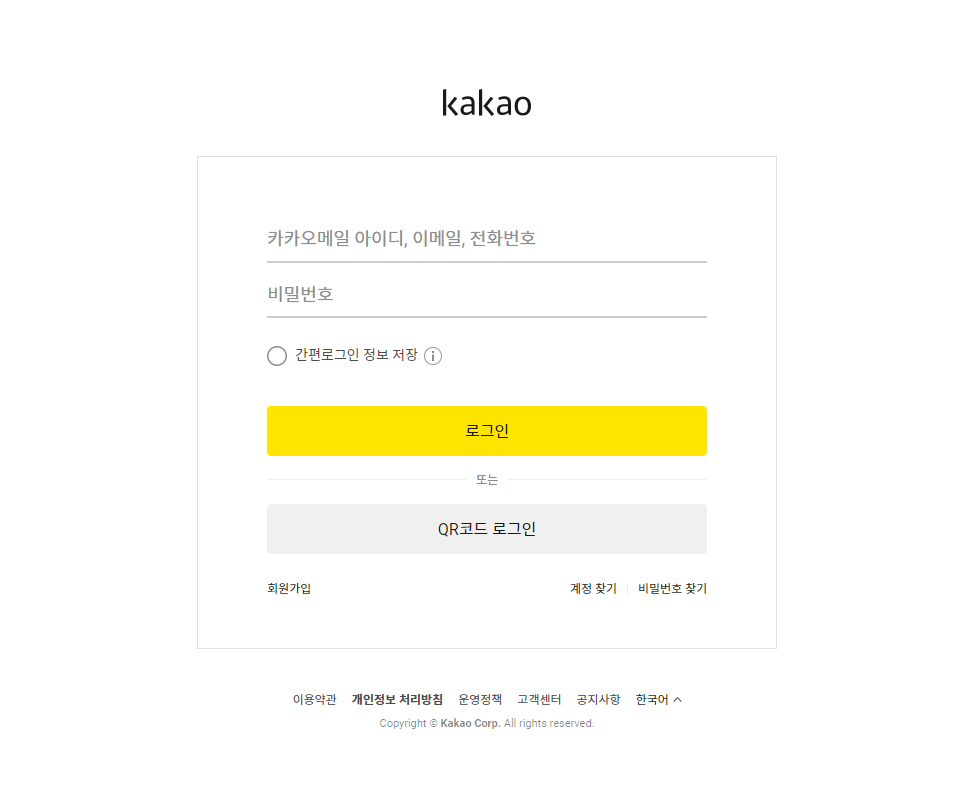 kakao
카카오메일 아이디, 이메일, 전화번호
비밀번호
간편로그인 정보 저장
로그인
또는
QR코드 로그인
회원가입 계정 찾기 비밀번호 찾기
이용약관 개인정보 처리방침 운영정책 고객센터 공지사항 한국어
Copyright © Kakao Corp. All rights reserved.